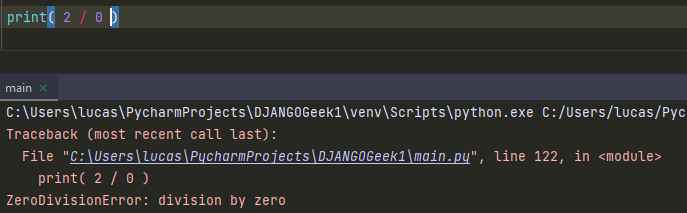 print( 2 / 0 )
main
C:\Users\lucas\PycharmProjects\DJANGOGeek1\venv\Scripts\python.exe C:/Users/lucas/Pyc
Traceback (most recent call last):
  File "C:\Users\lucas\PycharmProjects\DJANGOGeek1\main.py", line 122, in <module>
    print( 2 / 0 )
ZeroDivisionError: division by zero